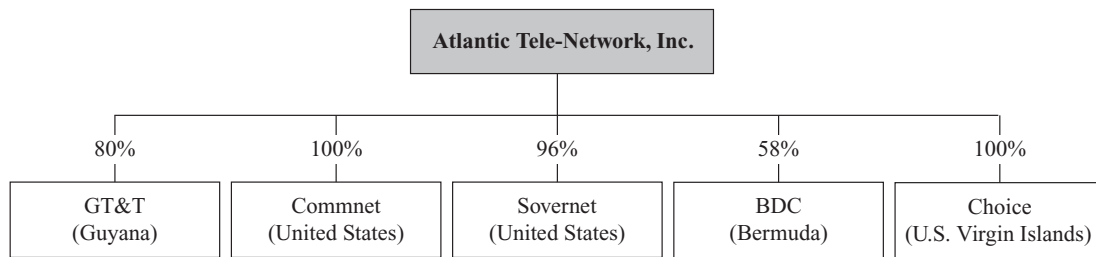 Atlantic Tele-Network, Inc.
80%
100%
96%
58%
100%
GT&T
(Guyana)
Commnet
(United States)
Sovernet
(United States)
BDC
(Bermuda)
Choice
(U.S. Virgin Islands)